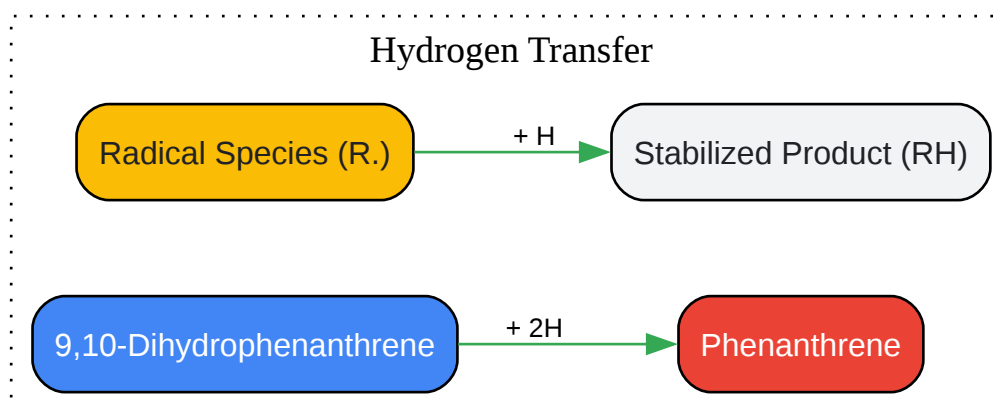 Hydrogen Transfer
Radical Species (R.)
+ H
Stabilized Product (RH)
9,10-Dihydrophenanthrene
+ 2H
Phenanthrene